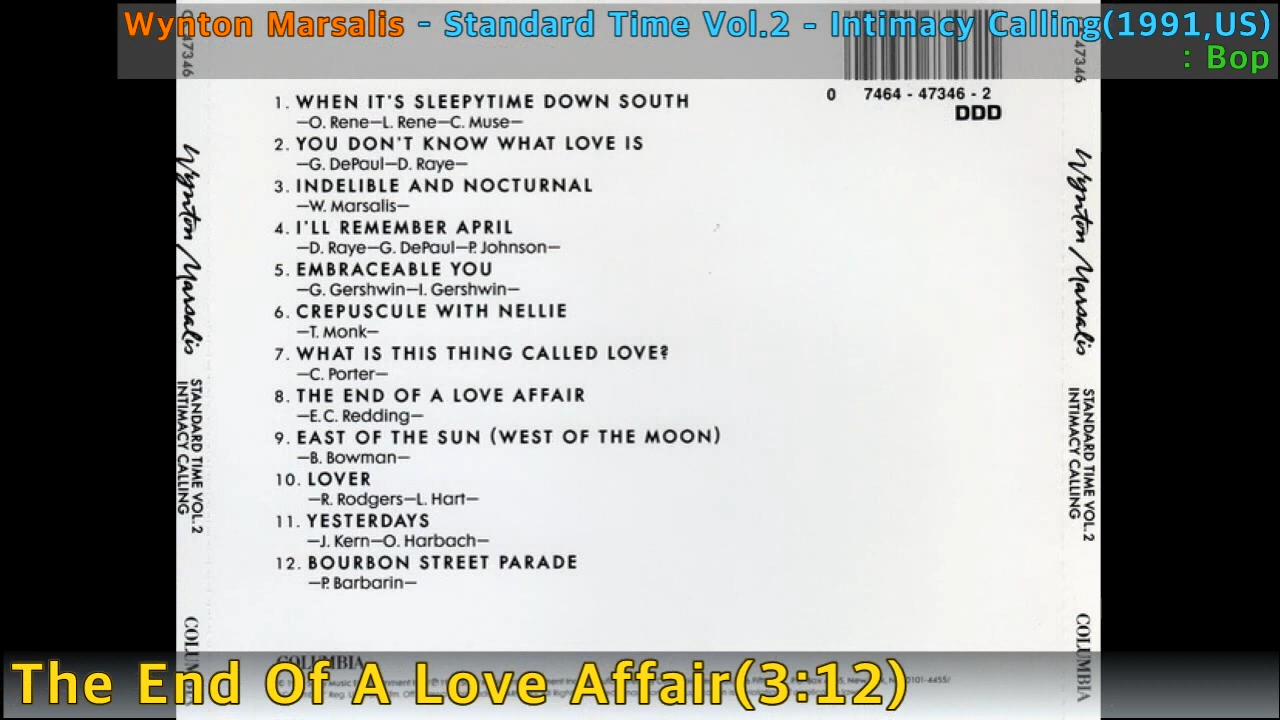 Wynton Marsalis - Standard Time Vol.2 - Intimacy Calling(1991,US)
: Bop
47346
47346
0 7464 - 47346 - 2
DDD
1. WHEN IT'S SLEEPYTIME DOWN SOUTH
—O. Rene—L. Rene—C. Muse—
2. YOU DON'T KNOW WHAT LOVE IS
—G. DePaul—D. Raye—
3. INDELIBLE AND NOCTURNAL
—W. Marsalis—
4. I'LL REMEMBER APRIL
—D. Raye—G. DePaul—P. Johnson—
5. EMBRACEABLE YOU
—G. Gershwin—I. Gershwin—
6. CREPUSCULE WITH NELLIE
—T. Monk—
7. WHAT IS THIS THING CALLED LOVE?
—C. Porter—
8. THE END OF A LOVE AFFAIR
—E.C. Redding—
9. EAST OF THE SUN (WEST OF THE MOON)
—B. Bowman—
10. LOVER
—R. Rodgers—L. Hart—
11. YESTERDAYS
—J. Kern—O. Harbach—
12. BOURBON STREET PARADE
—P. Barbarin—
Wynton Marsalis
STANDARD TIME VOL.2
INTIMACY CALLING
COLUMBIA
Wynton Marsalis
STANDARD TIME VOL.2
INTIMACY CALLING
COLUMBIA
COLUMBIA
The End Of A Love Affair(3:12)